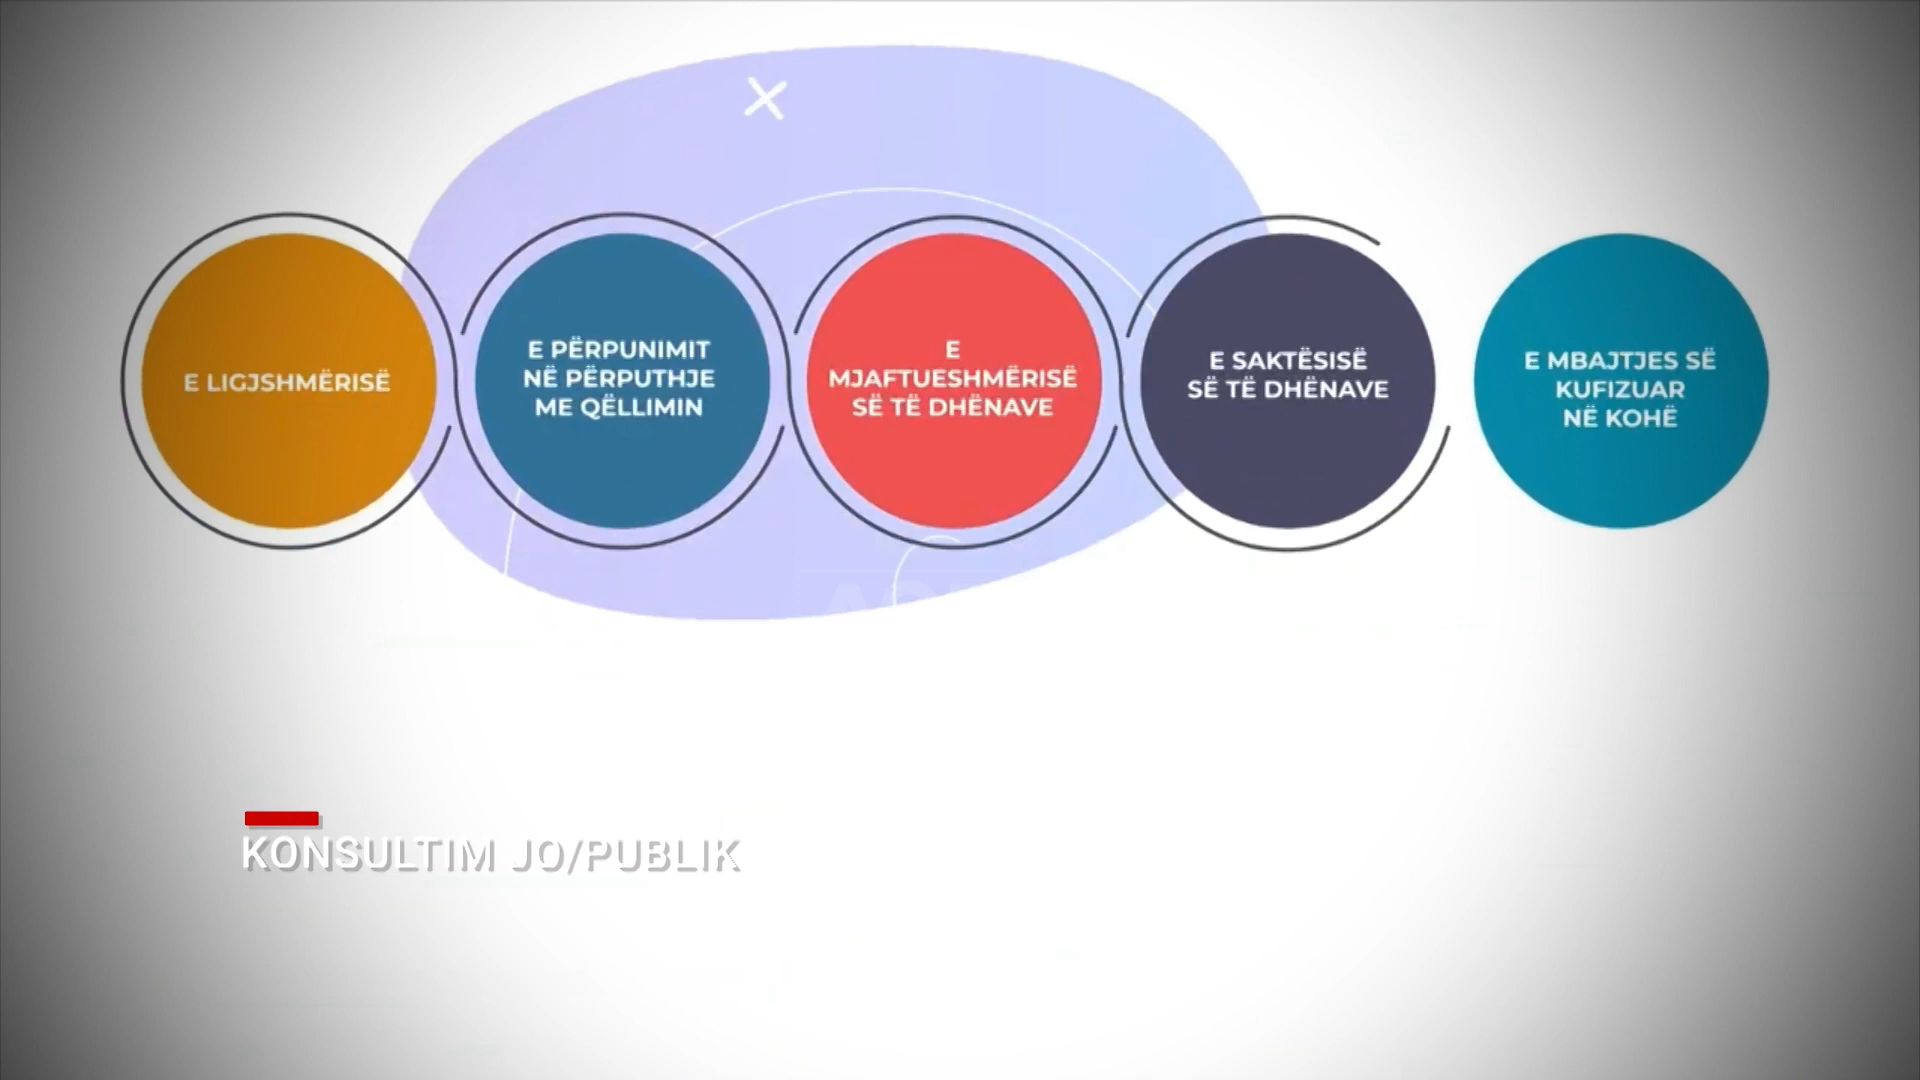 E LIGJSHMËRISË
E PËRPUNIMIT
NË PËRPUTHJE
ME QËLLIMIN
E
MJAFTUESHMËRISË
SË TË DHËNAVE
E SAKTËSISË
SË TË DHËNAVE
E MBAJTJES SË
KUFIZUAR
NË KOHË
KONSULTIM JO/PUBLIK